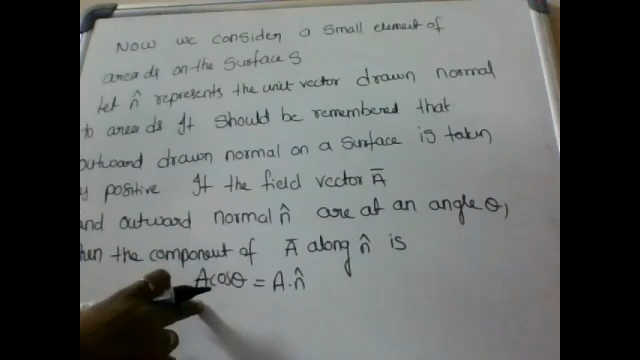 Now we consider a small element of
area ds on the surface S
Let n̂ represents the unit vector drawn normal
to area ds It should be remembered that
outward drawn normal on a surface is taken
y positive If the field vector A̅
and outward normal n̂ are at an angle θ,
then the component of A̅ along n̂ is
A cosθ = A.n̂